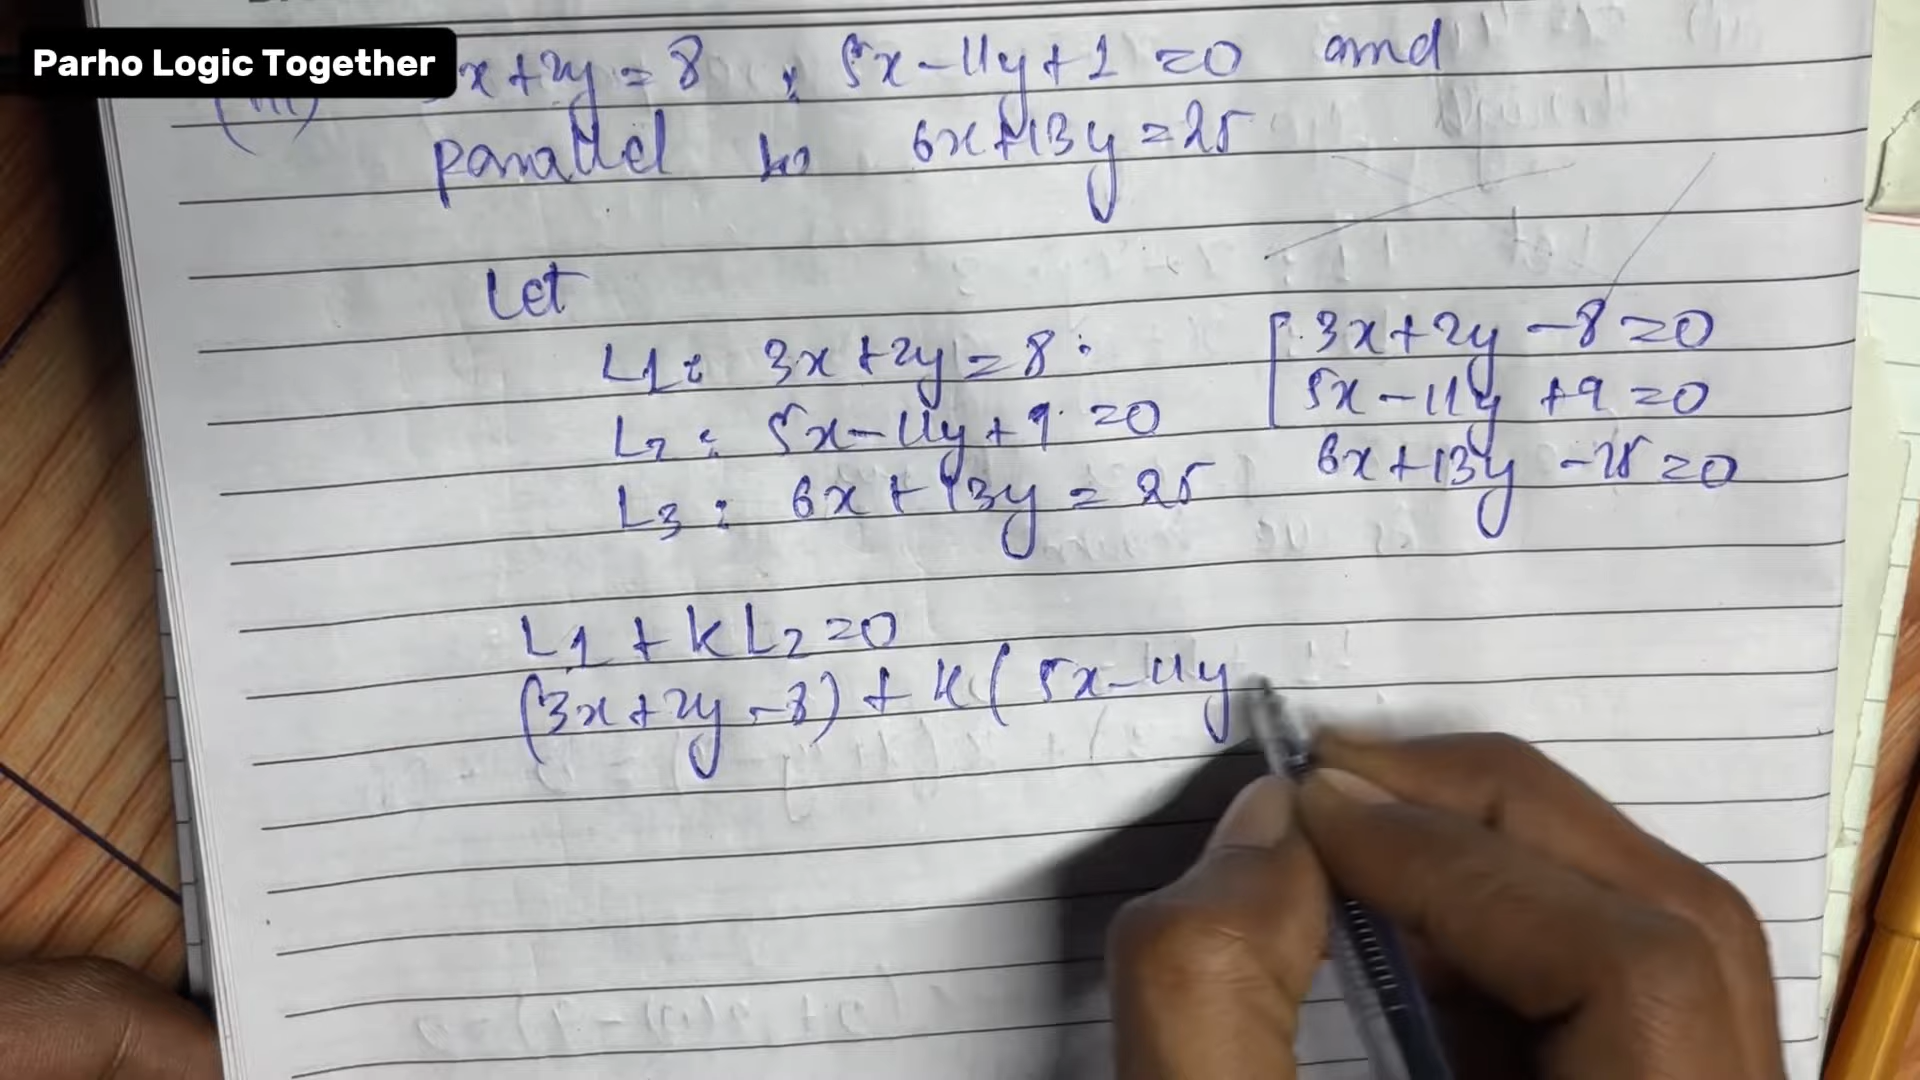 Parho Logic Together
(iii) x+2y=8 ; 5x-11y+1=0 and
parallel to 6x+13y=25
Let
L1: 3x+2y=8 :
3x+2y-8=0
L2: 5x-11y+9=0
5x-11y+9=0
L3: 6x+13y=25
6x+13y-25=0
L1+kL2=0
(3x+2y-8)+k(5x-11y